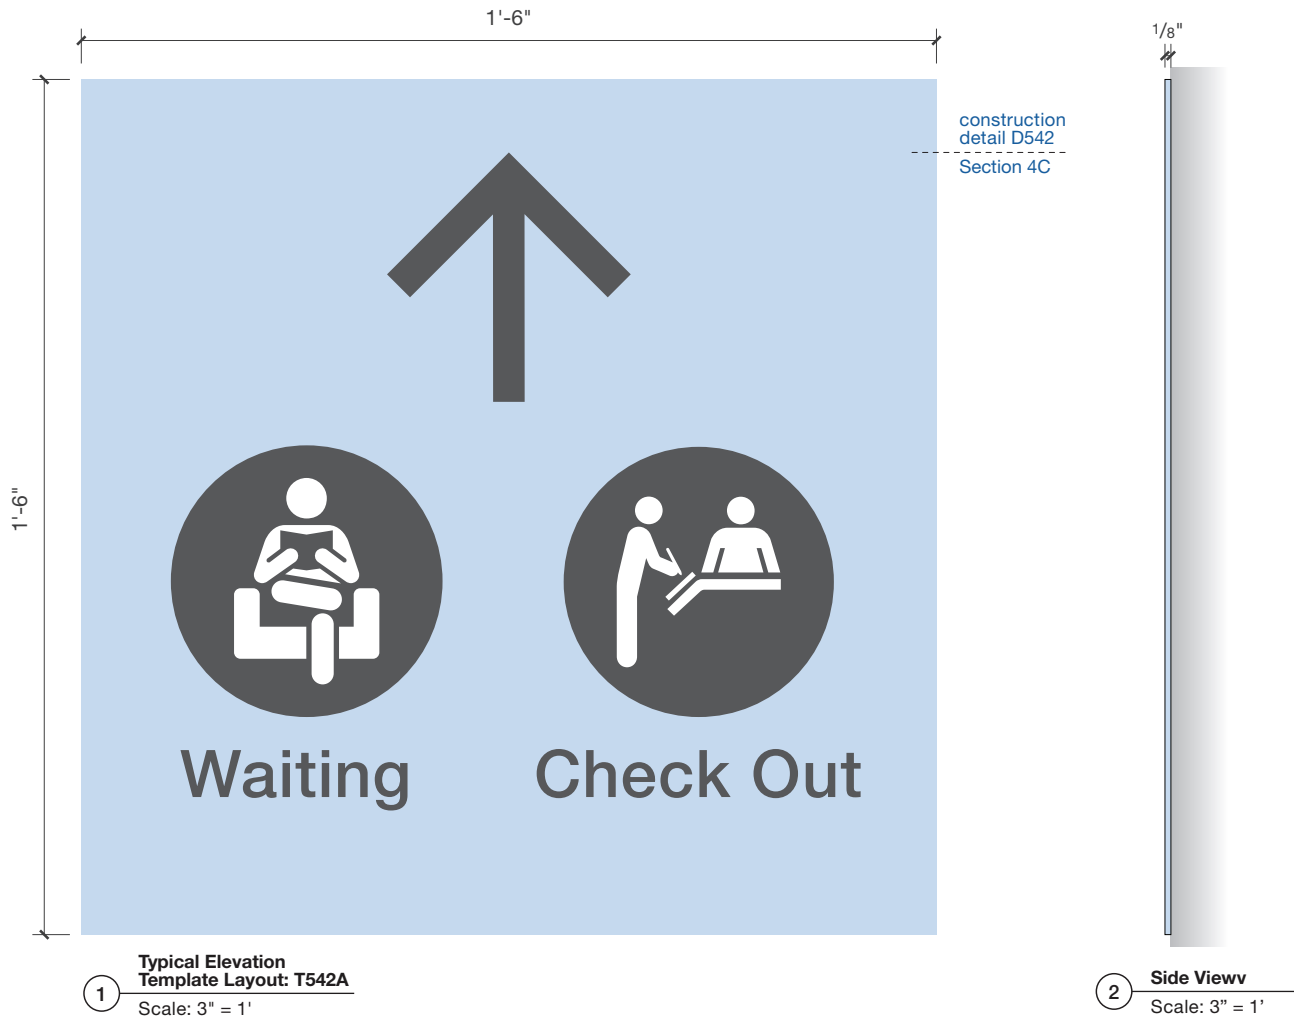 1'-6"
1/8"
construction
detail D542
Section 4C
1'-6"
Waiting
Check Out
1
Typical Elevation
Template Layout: T542A
Scale: 3" = 1'
2
Side Viewv
Scale: 3” = 1’